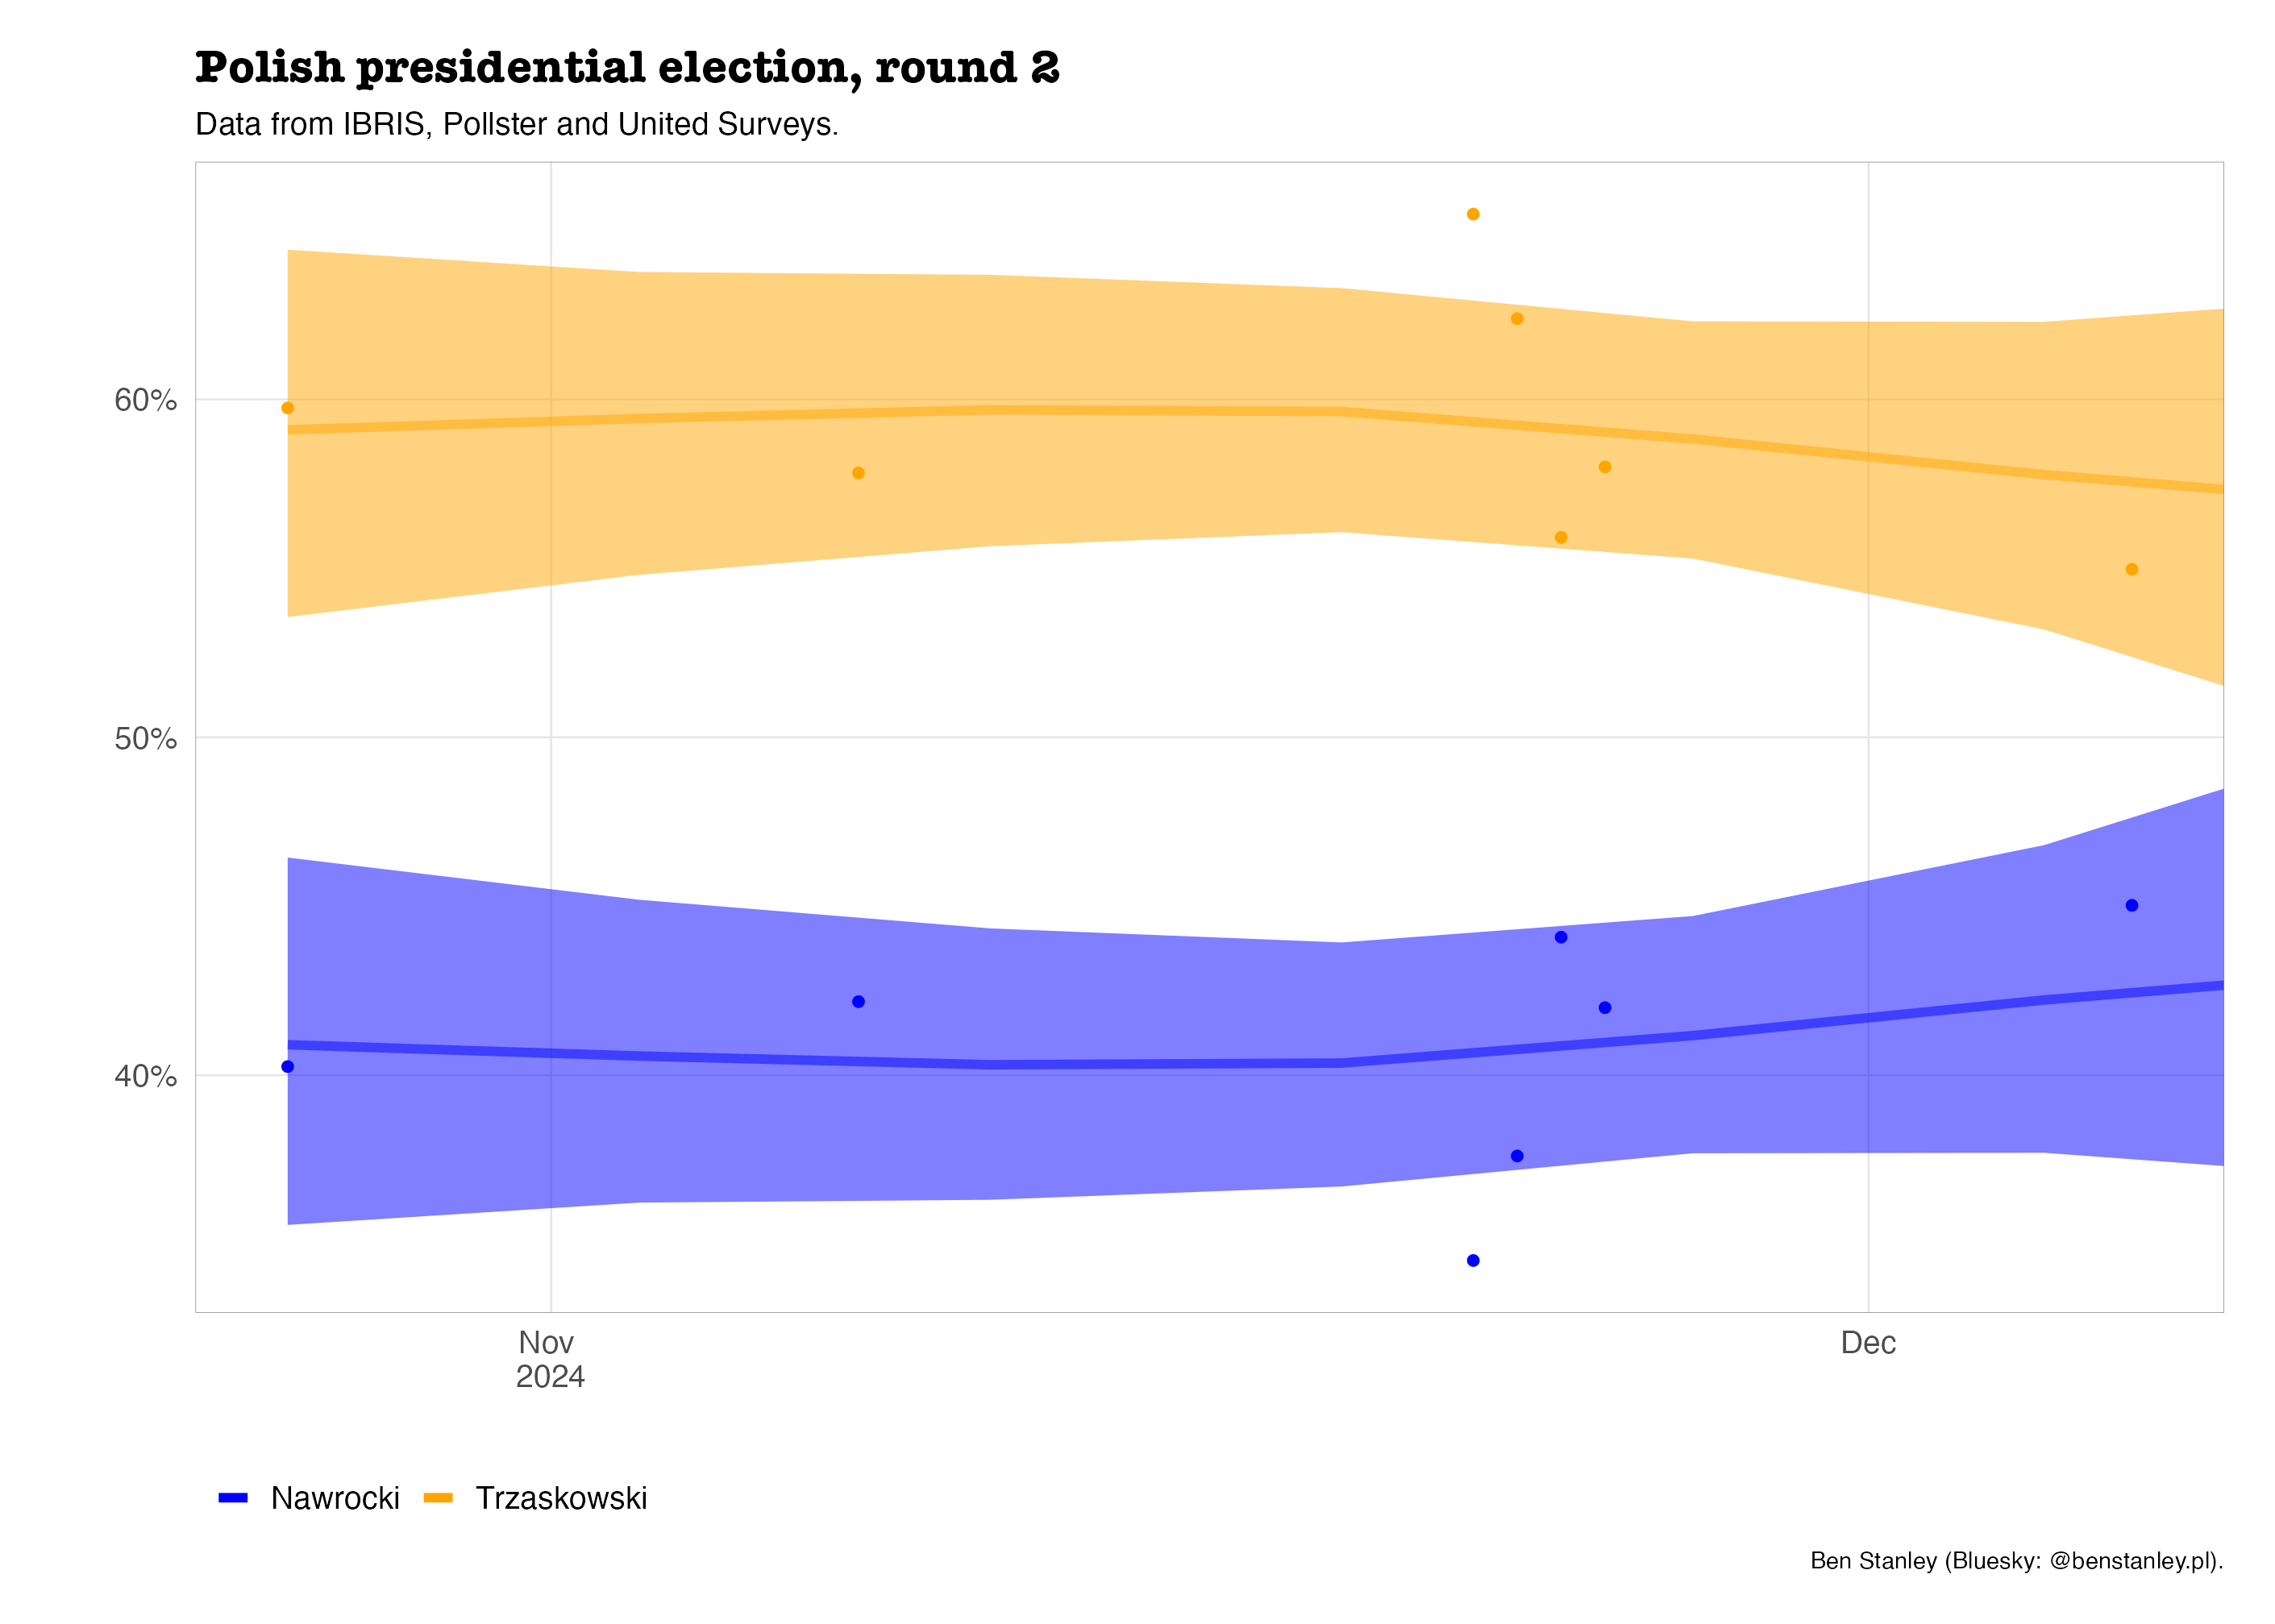 Polish presidential election, round 2
Data from IBRIS, Pollster and United Surveys.
60%
50%
40%
Nov
2024
Dec
Nawrocki
Trzaskowski
Ben Stanley (Bluesky: @benstanley.pl).